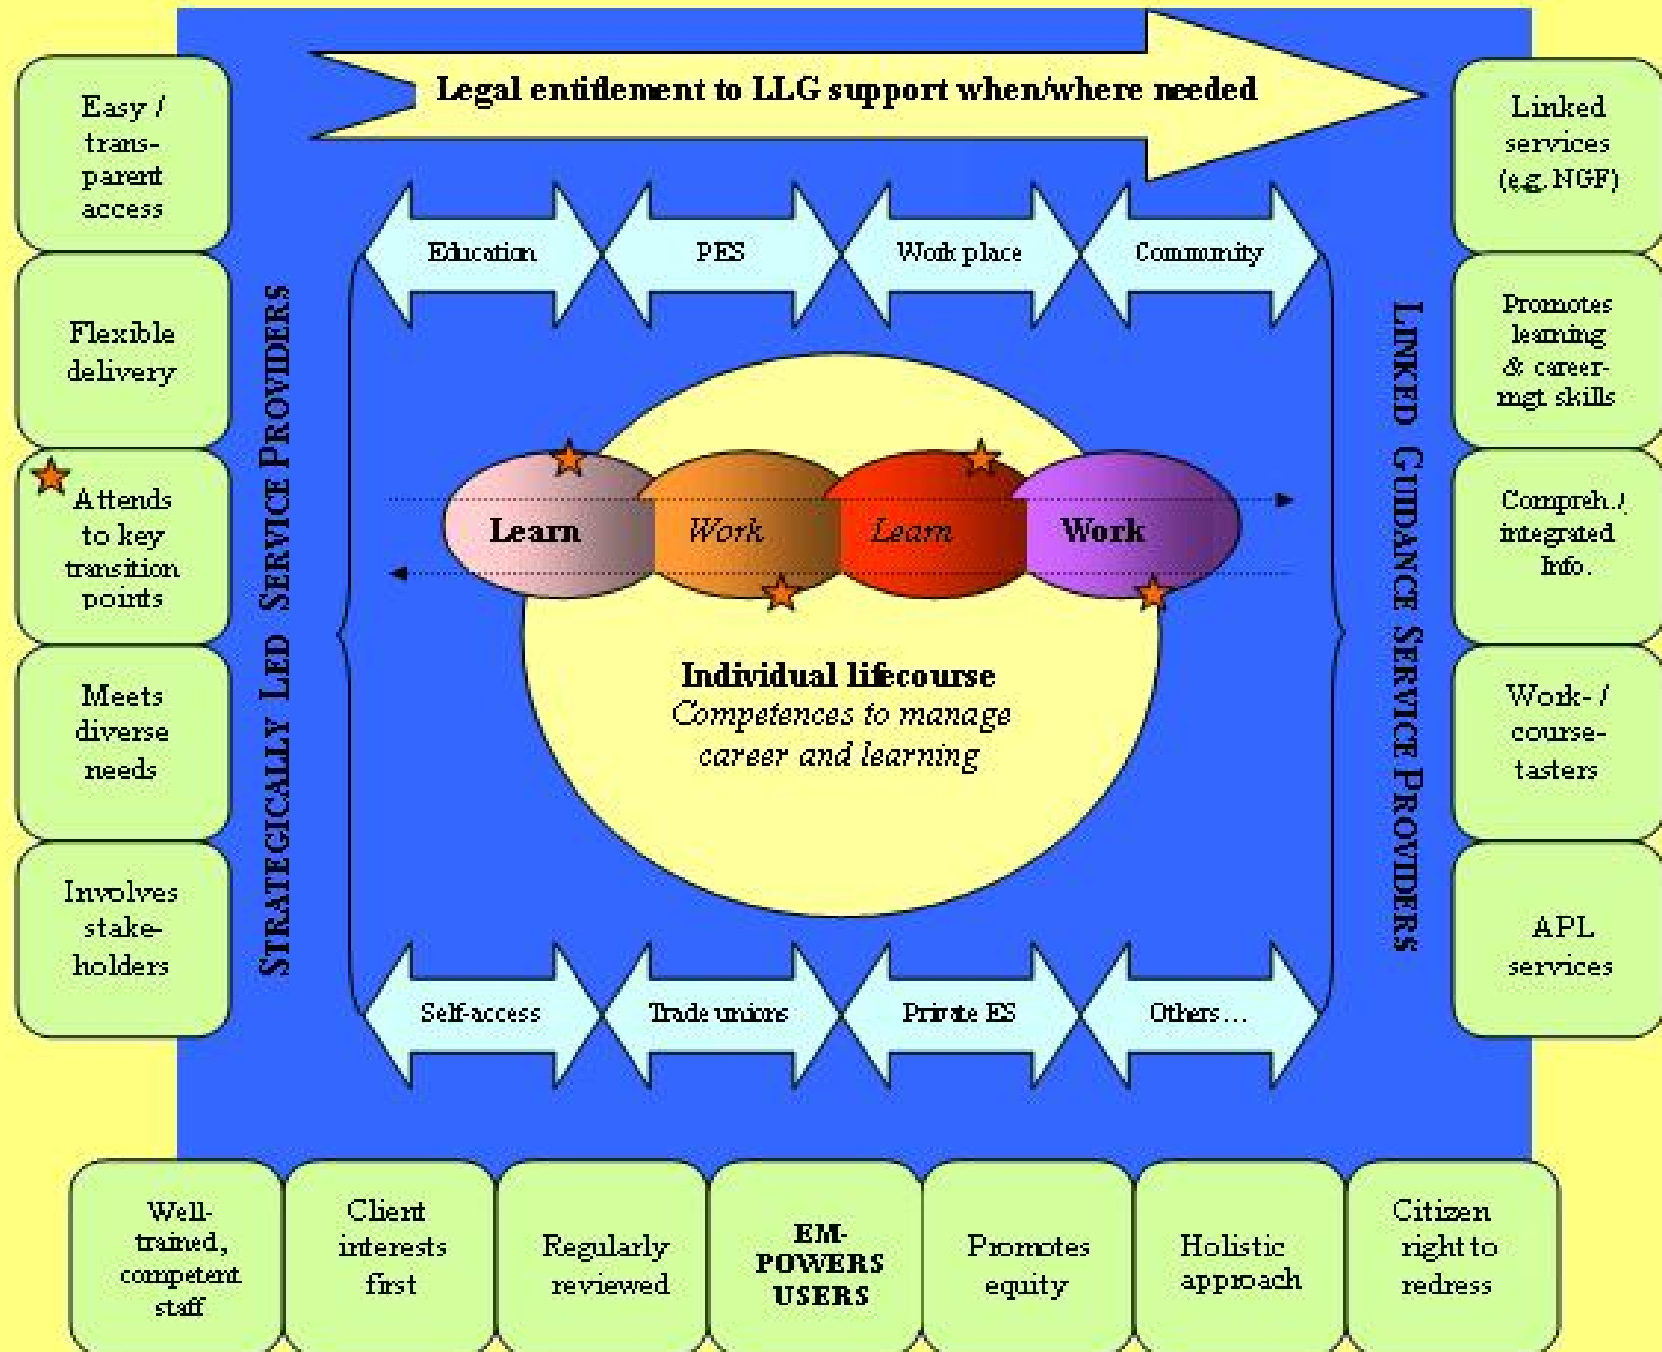 Legal entitlement to LLG support when/where needed
Easy /
trans-
parent
access
Flexible
delivery
Attends
to key
transition
points
Meets
diverse
needs
Involves
stake-
holders
STRATEGICALLY LED SERVICE PROVIDERS
Education
PES
Work place
Community
Learn
Work
Learn
Work
Individual lifecourse
Competences to manage
career and learning
Self-access
Trade unions
Private ES
Others...
LINKED GUIDANCE SERVICE PROVIDERS
Linked
services
(e.g. NGF)
Promotes
learning
& career-
mgt skills
Compreh./
integrated
Info.
Work- /
course-
tasters
APL
services
Well-
trained,
competent
staff
Client
interests
first
Regularly
reviewed
EM-
POWERS
USERS
Promotes
equity
Holistic
approach
Citizen
right to
redress